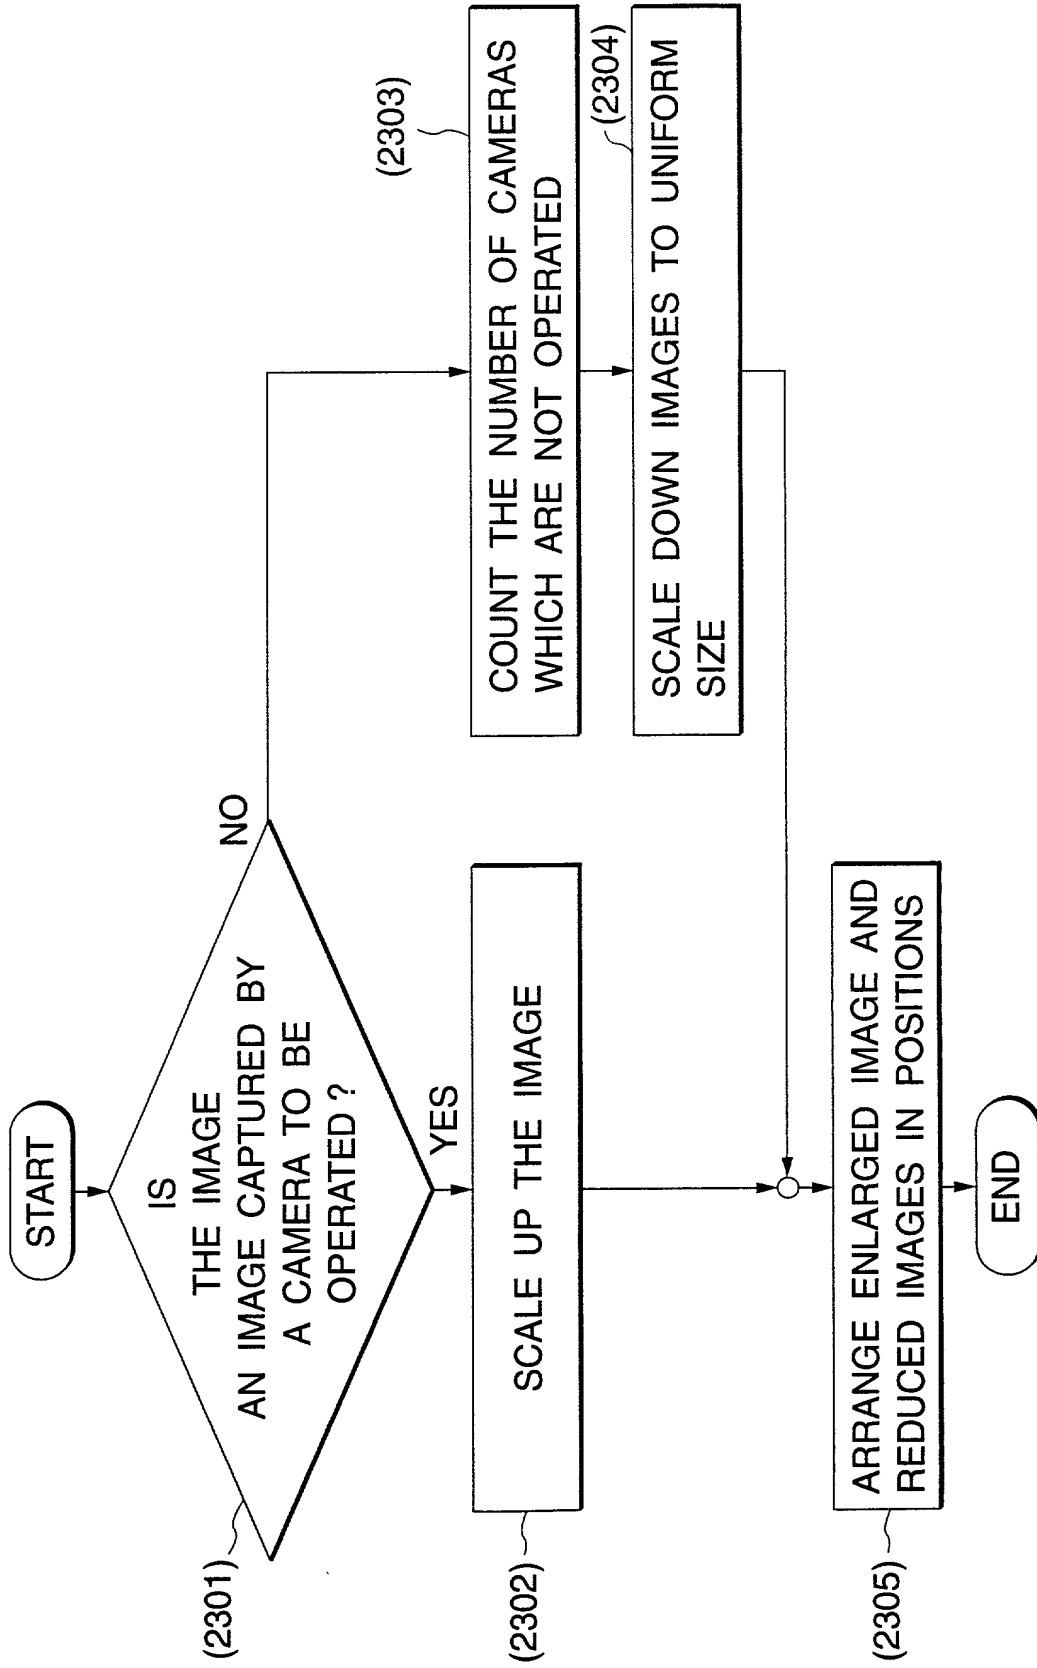 START
IS
THE IMAGE
AN IMAGE CAPTURED BY
A CAMERA TO BE
OPERATED ?
(2301)
NO
YES
SCALE UP THE IMAGE
(2302)
(2303)
COUNT THE NUMBER OF CAMERAS
WHICH ARE NOT OPERATED
(2304)
SCALE DOWN IMAGES TO UNIFORM
SIZE
ARRANGE ENLARGED IMAGE AND
REDUCED IMAGES IN POSITIONS
(2305)
END